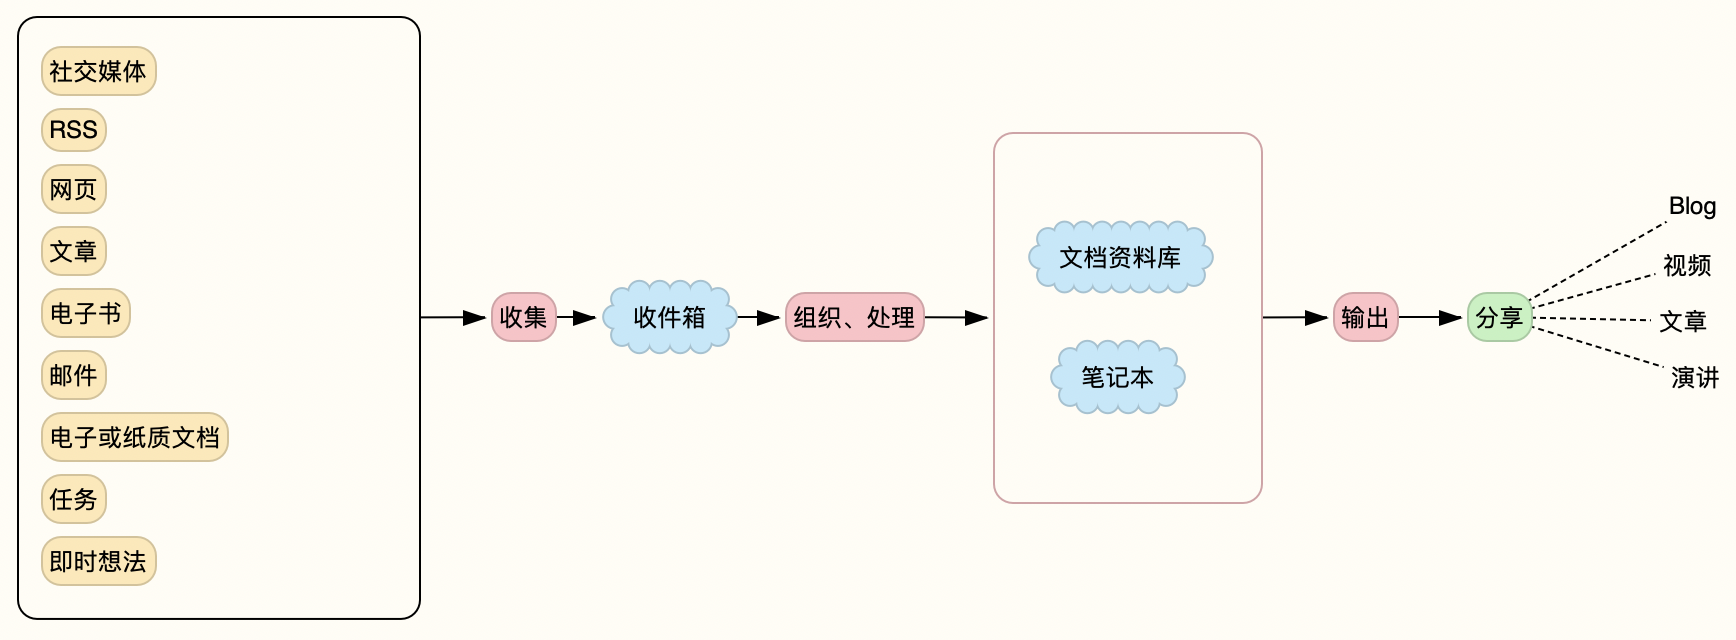 社交媒体
RSS
网页
文章
电子书
邮件
电子或纸质文档
任务
即时想法
收集
收件箱
组织、处理
文档资料库
笔记本
输出
分享
Blog
视频
文章
演讲